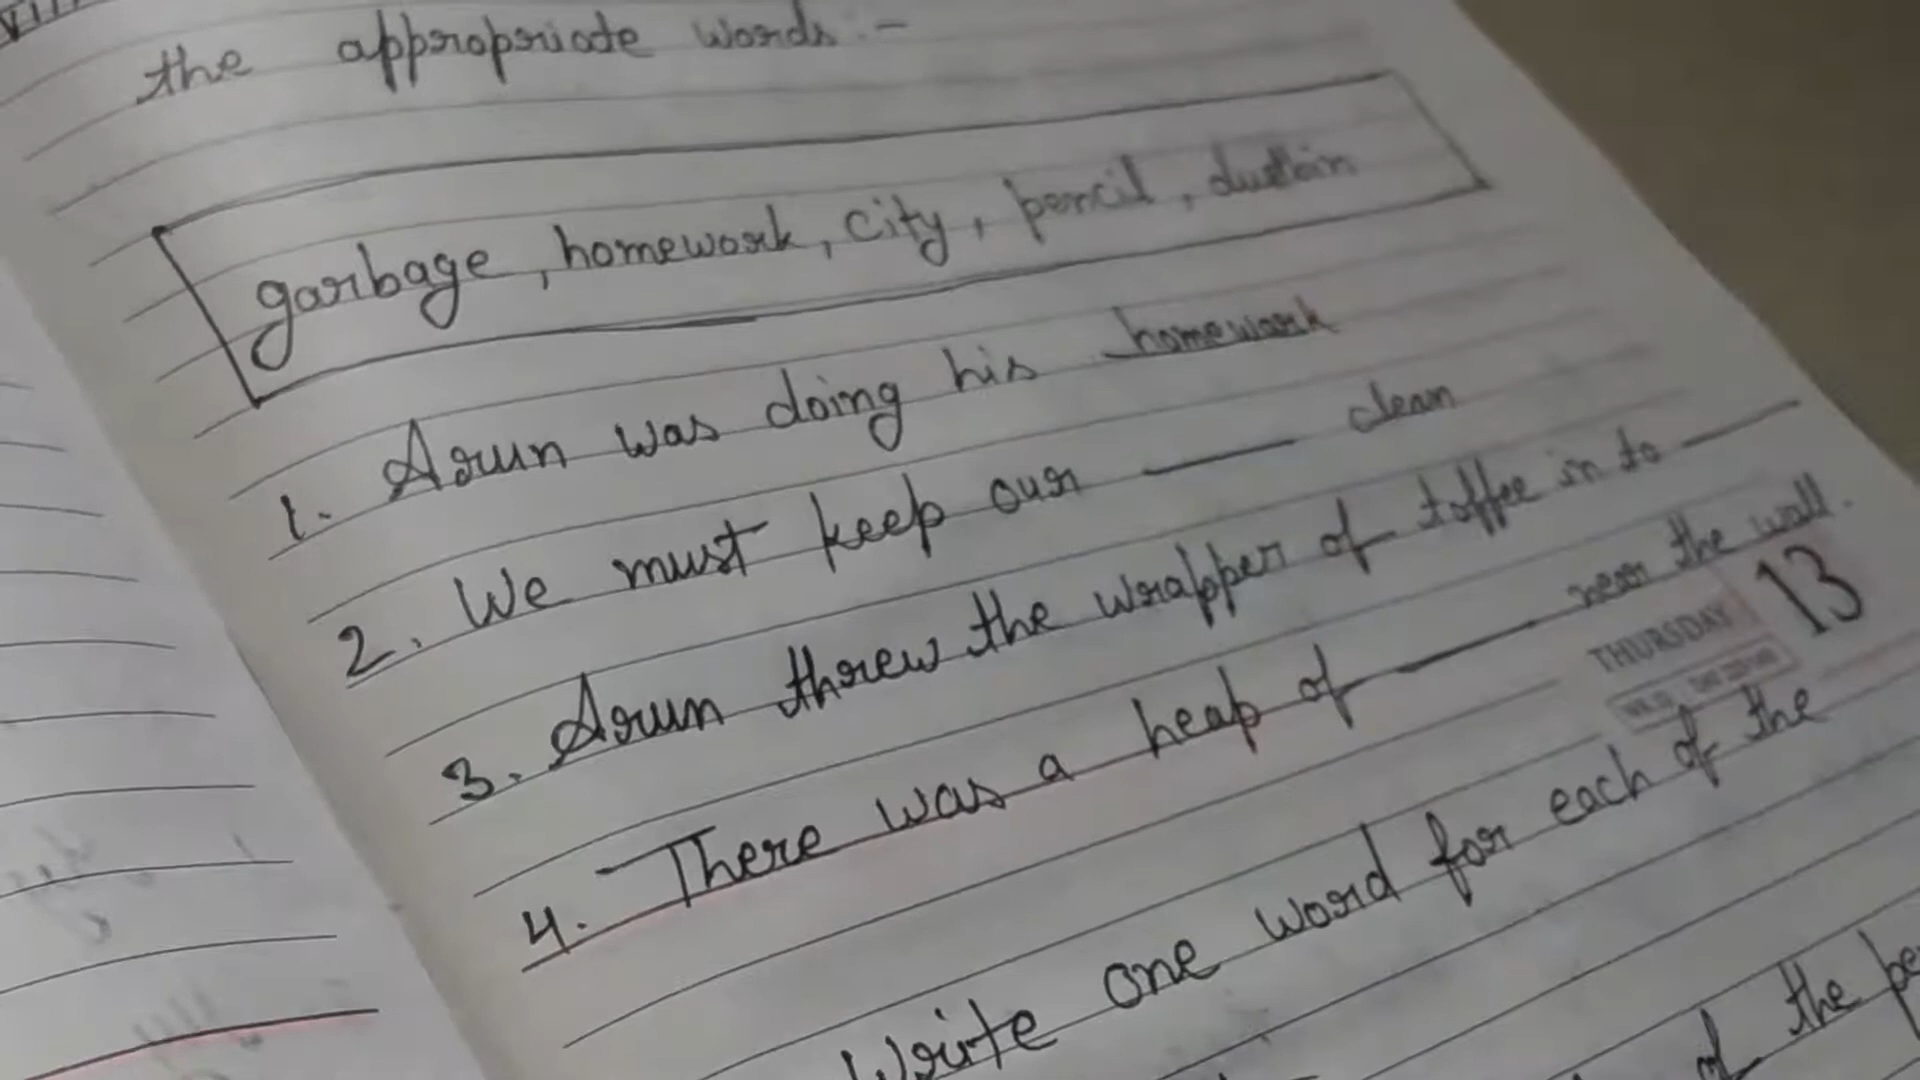 the appropriate words :-
garbage, homework, city, pencil, dustbin
1. Arun was doing his homework
2. We must keep our ____ clean
3. Arun threw the wrapper of toffee in to ____
4. There was a heap of ____ near the wall.
THURSDAY 13
Write one word for each of the
of the pe